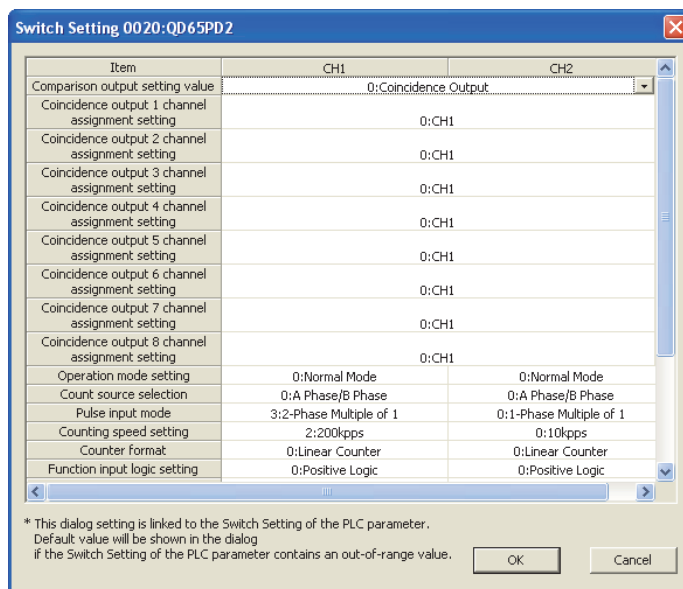 Switch Setting 0020:QD65PD2
Item CH1 CH2
Comparison output setting value 0:Coincidence Output
Coincidence output 1 channel
assignment setting 0:CH1
Coincidence output 2 channel
assignment setting 0:CH1
Coincidence output 3 channel
assignment setting 0:CH1
Coincidence output 4 channel
assignment setting 0:CH1
Coincidence output 5 channel
assignment setting 0:CH1
Coincidence output 6 channel
assignment setting 0:CH1
Coincidence output 7 channel
assignment setting 0:CH1
Coincidence output 8 channel
assignment setting 0:CH1
Operation mode setting 0:Normal Mode 0:Normal Mode
Count source selection 0:A Phase/B Phase 0:A Phase/B Phase
Pulse input mode 3:2-Phase Multiple of 1 0:1-Phase Multiple of 1
Counting speed setting 2:200kpps 0:10kpps
Counter format 0:Linear Counter 0:Linear Counter
Function input logic setting 0:Positive Logic 0:Positive Logic
* This dialog setting is linked to the Switch Setting of the PLC parameter.
Default value will be shown in the dialog
if the Switch Setting of the PLC parameter contains an out-of-range value.
OK Cancel